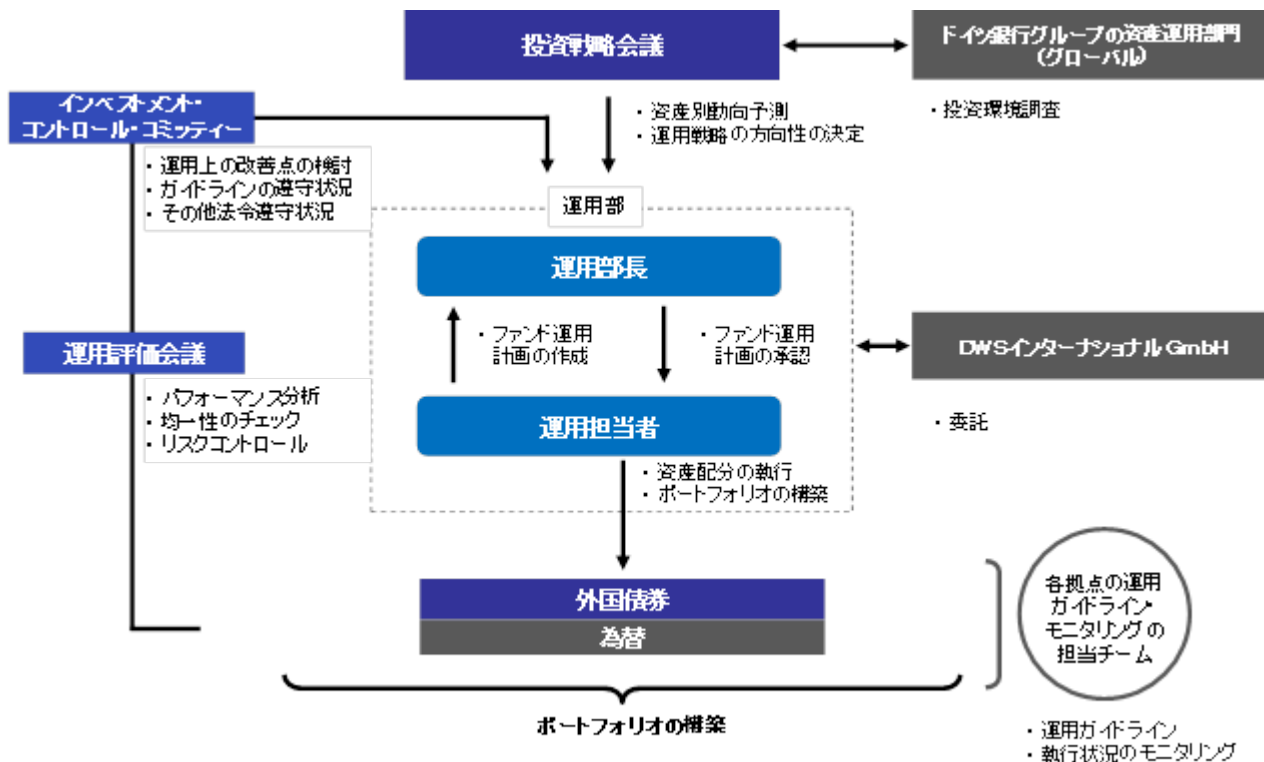 投資戦略会議
ドイツ銀行グループの資産運用部門
(グローバル)
・資産別動向予測
・運用戦略の方向性の決定
・投資環境調査
インベストメント・
コントロール・コミッティー
・運用上の改善点の検討
・ガイドラインの遵守状況
・その他法令遵守状況
運用部
運用部長
・ファンド運用
計画の作成
・ファンド運用
計画の承認
運用評価会議
・パフォーマンス分析
・均一性のチェック
・リスクコントロール
DWSインターナショナルGmbH
・委託
運用担当者
・資産配分の執行
・ポートフォリオの構築
外国債券
為替
各拠点の運用
ガイドライン・
モニタリングの
担当チーム
ポートフォリオの構築
・運用ガイドライン
・執行状況のモニタリング